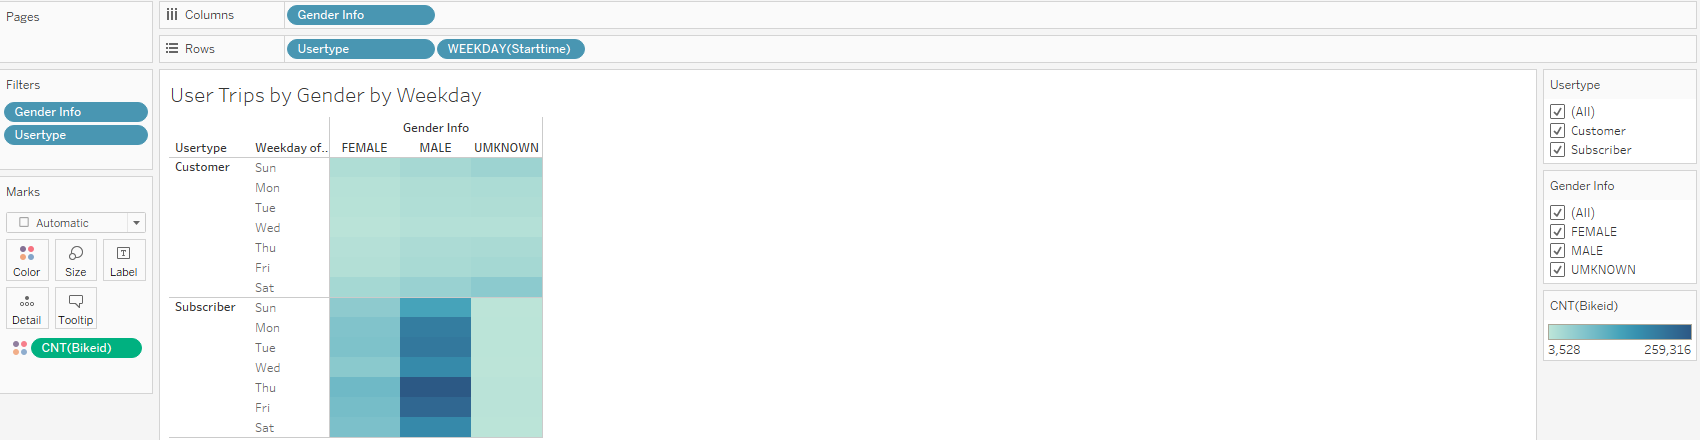 Pages
Columns
Gender Info
Rows
Usertype
WEEKDAY(Starttime)
Filters
Gender Info
Usertype
Marks
Automatic
Color
Size
Label
Detail
Tooltip
CNT(Bikeid)
User Trips by Gender by Weekday
Gender Info
Usertype Weekday of.. FEMALE MALE UMKNOWN
Customer Sun
Mon
Tue
Wed
Thu
Fri
Sat
Subscriber Sun
Mon
Tue
Wed
Thu
Fri
Sat
Usertype
(All)
Customer
Subscriber
Gender Info
(All)
FEMALE
MALE
UMKNOWN
CNT(Bikeid)
3,528 259,316